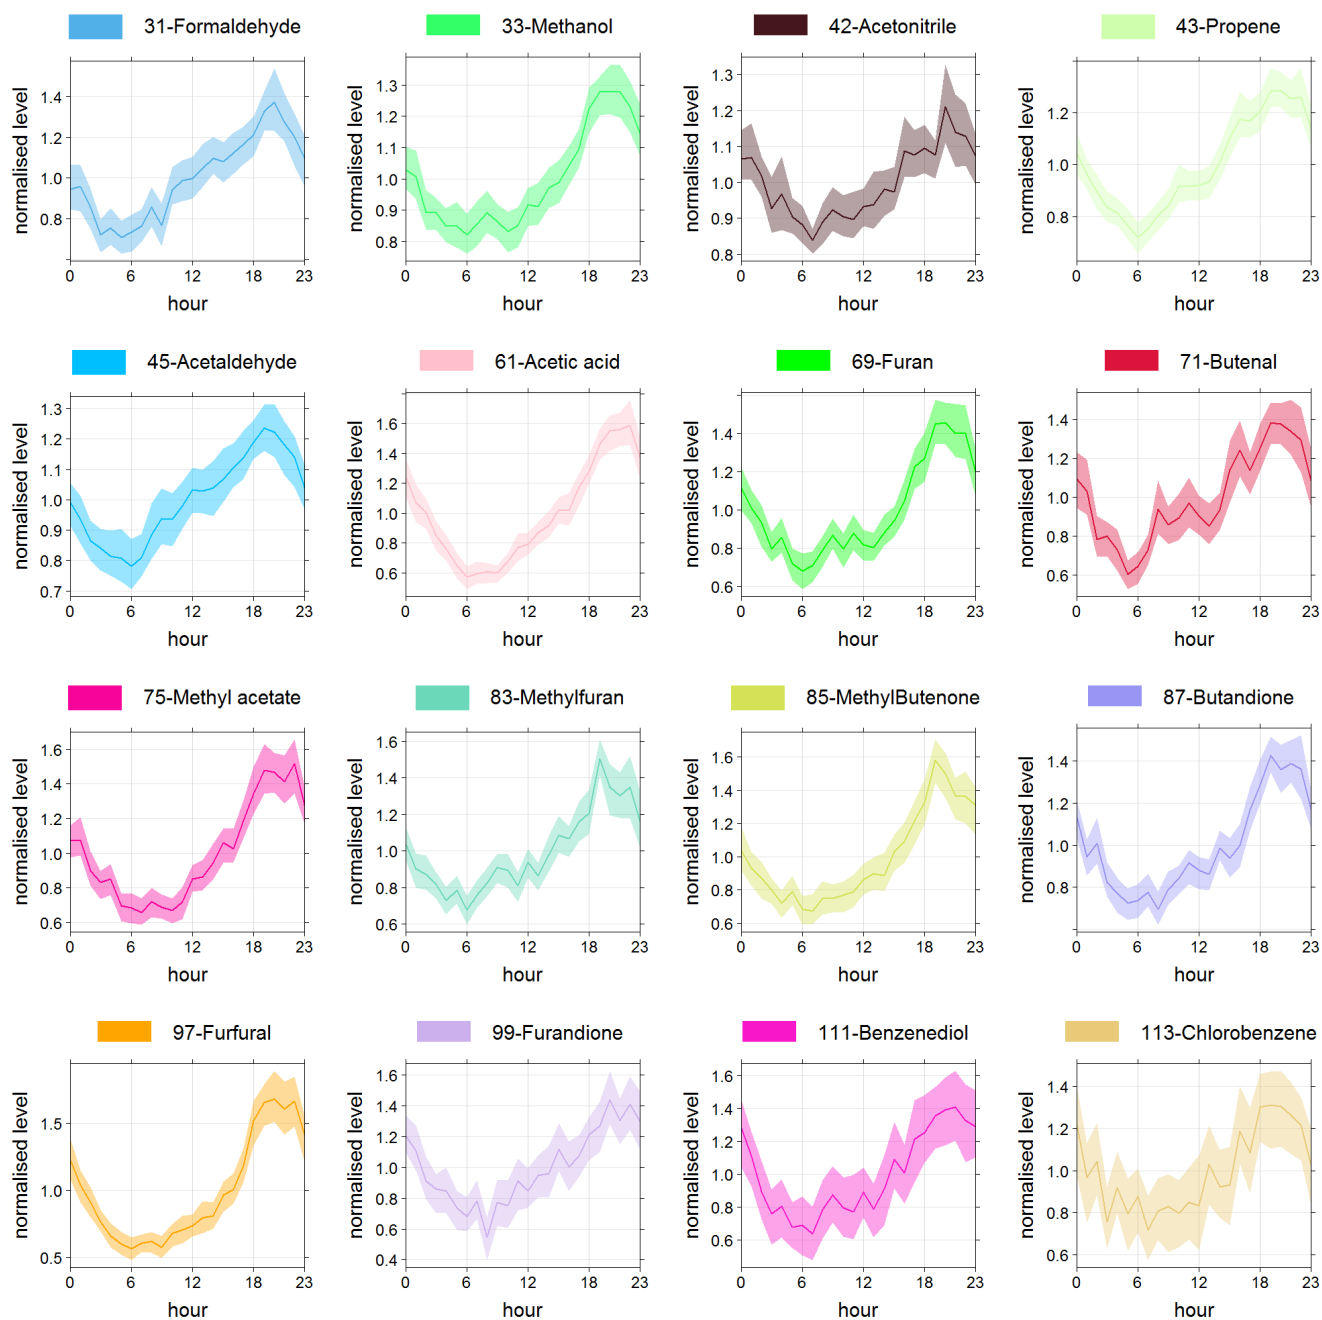 31-Formaldehyde
normalised level
1.4
1.2
1.0
0.8
0 6 12 18 23
hour
33-Methanol
normalised level
1.3
1.2
1.1
1.0
0.9
0.8
0 6 12 18 23
hour
42-Acetonitrile
normalised level
1.3
1.2
1.1
1.0
0.9
0.8
0 6 12 18 23
hour
43-Propene
normalised level
1.2
1.0
0.8
0 6 12 18 23
hour
45-Acetaldehyde
normalised level
1.3
1.2
1.1
1.0
0.9
0.8
0.7
0 6 12 18 23
hour
61-Acetic acid
normalised level
1.6
1.4
1.2
1.0
0.8
0.6
0 6 12 18 23
hour
69-Furan
normalised level
1.4
1.2
1.0
0.8
0.6
0 6 12 18 23
hour
71-Butenal
normalised level
1.4
1.2
1.0
0.8
0.6
0 6 12 18 23
hour
75-Methyl acetate
normalised level
1.6
1.4
1.2
1.0
0.8
0.6
0 6 12 18 23
hour
83-Methylfuran
normalised level
1.6
1.4
1.2
1.0
0.8
0.6
0 6 12 18 23
hour
85-MethylButenone
normalised level
1.6
1.4
1.2
1.0
0.8
0.6
0 6 12 18 23
hour
87-Butandione
normalised level
1.4
1.2
1.0
0.8
0 6 12 18 23
hour
97-Furfural
normalised level
1.5
1.0
0.5
0 6 12 18 23
hour
99-Furandione
normalised level
1.6
1.4
1.2
1.0
0.8
0.6
0.4
0 6 12 18 23
hour
111-Benzenediol
normalised level
1.6
1.4
1.2
1.0
0.8
0.6
0 6 12 18 23
hour
113-Chlorobenzene
normalised level
1.4
1.2
1.0
0.8
0.6
0 6 12 18 23
hour